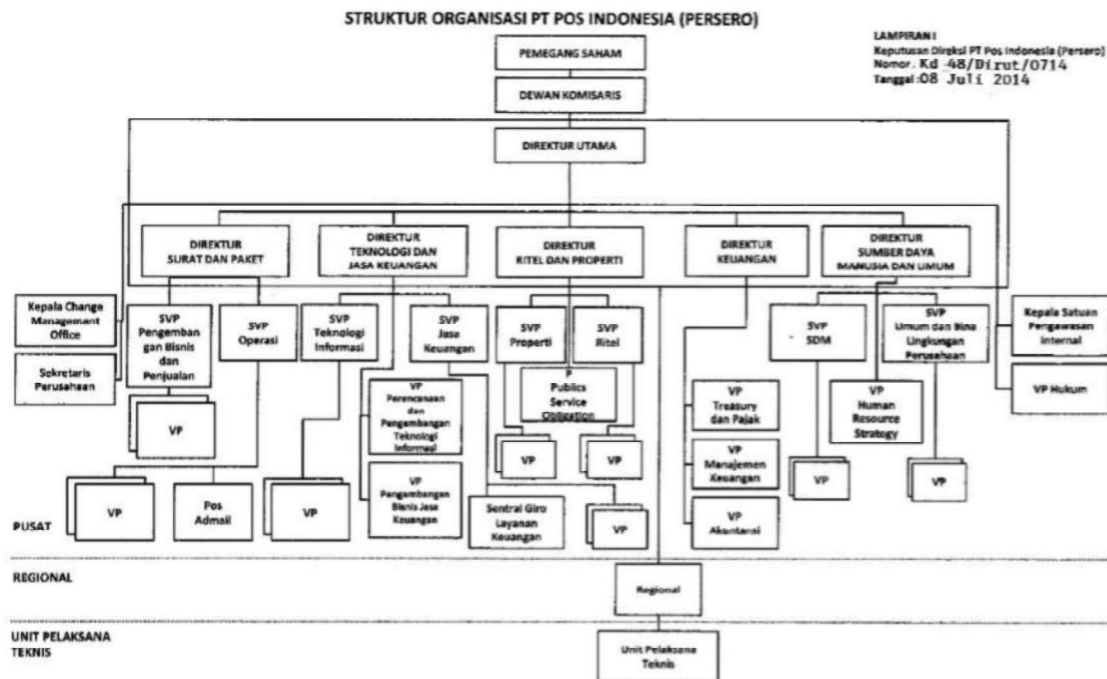 STRUKTUR ORGANISASI PT POS INDONESIA (PERSERO)
LAMPIRAN I
Keputusan Direksi PT Pos Indonesia (Persero)
Nomor. Kd 48/Dirut/0714
Tanggal :08 Juli 2014
PEMEGANG SAHAM
DEWAN KOMISARIS
DIREKTUR UTAMA
DIREKTUR
SURAT DAN PAKET
DIREKTUR
TEKNOLOGI DAN
JASA KEUANGAN
DIREKTUR
RITEL DAN PROPERTI
DIREKTUR
KEUANGAN
DIREKTUR
SUMBER DAYA
MANUSIA DAN UMUM
Kepala Change
Management
Office
Sekretaris
Perusahaan
SVP
Pengemban
gan Bisnis
dan
Penjualan
SVP
Operasi
SVP
Teknologi
Informasi
SVP
Jasa
Keuangan
SVP
Properti
SVP
Ritel
SVP
SDM
SVP
Umum dan Bina
Lingkungan
Perusahaan
Kepala Satuan
Pengawasan
Internal
VP Hukum
VP
VP
Perencanaan
dan
Pengembangan
Teknologi
Informasi
P
Publics
Service
Obligation
VP
Treasury
dan Pajak
VP
Human
Resource
Strategy
VP
VP
VP
Manajemen
Keuangan
VP
VP
VP
Pos
Admail
VP
VP
Pengembangan
Bisnis Jasa
Keuangan
Sentral Giro
Layanan
Keuangan
VP
VP
Akuntansi
PUSAT
REGIONAL
Regional
UNIT PELAKSANA
TEKNIS
Unit Pelaksana
Teknis